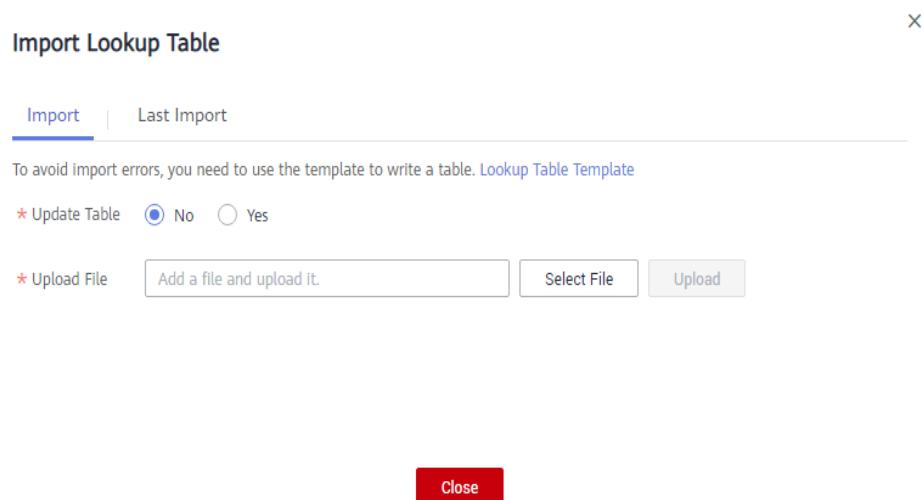 Import Lookup Table
Import
Last Import
To avoid import errors, you need to use the template to write a table. Lookup Table Template
* Update Table No Yes
* Upload File Add a file and upload it. Select File Upload
Close